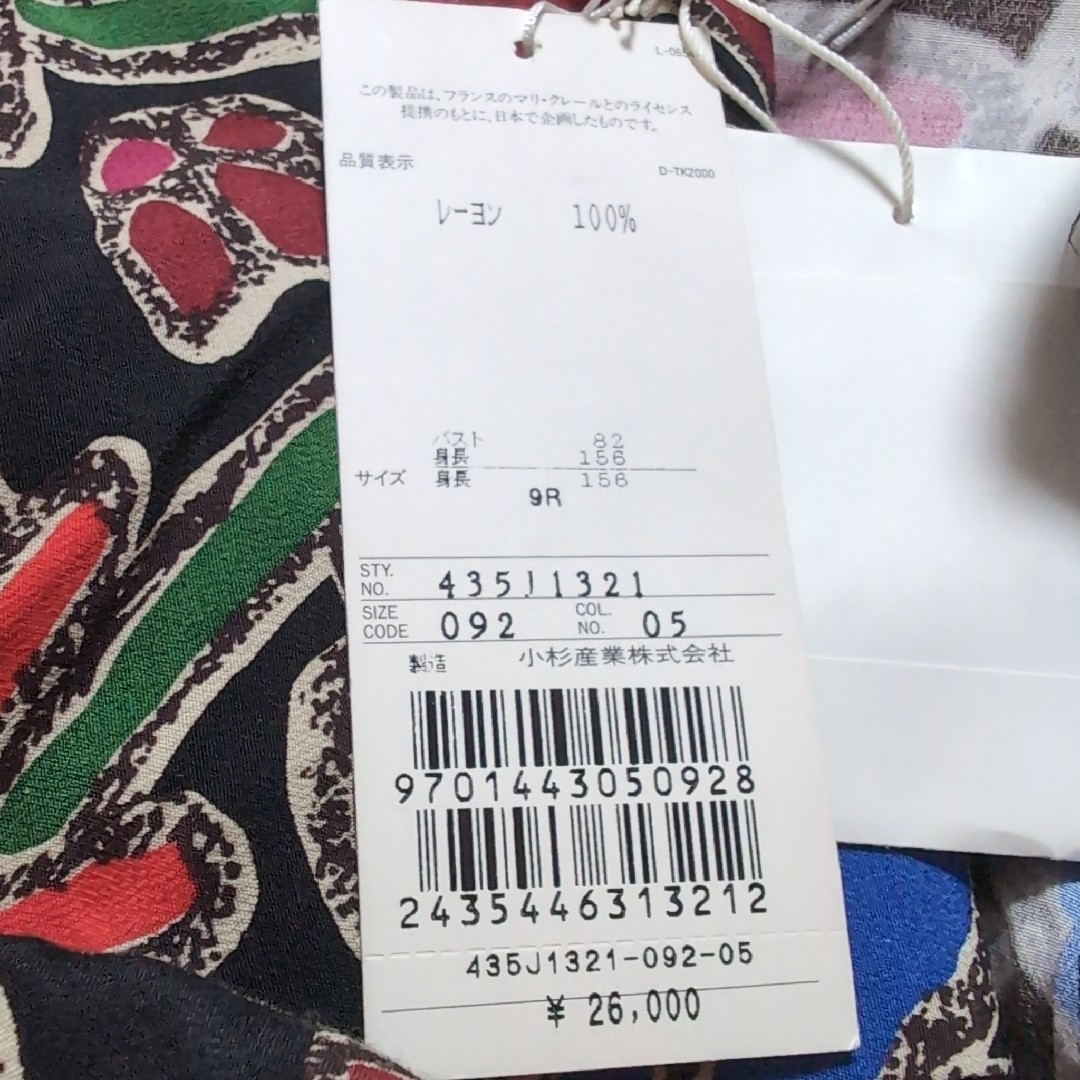 この製品は、フランスのマリ・クレールとのライセンス
提携のもとに、日本で企画したものです。
品質表示
D-TK2000
レーヨン 100%
バスト 82
身長 156
サイズ 身長 156
9R
STY. NO. 435J1321
SIZE CODE 092 COL. NO. 05
製造 小杉産業株式会社
9701443050928
2435446313212
435J1321-092-05
¥ 26,000